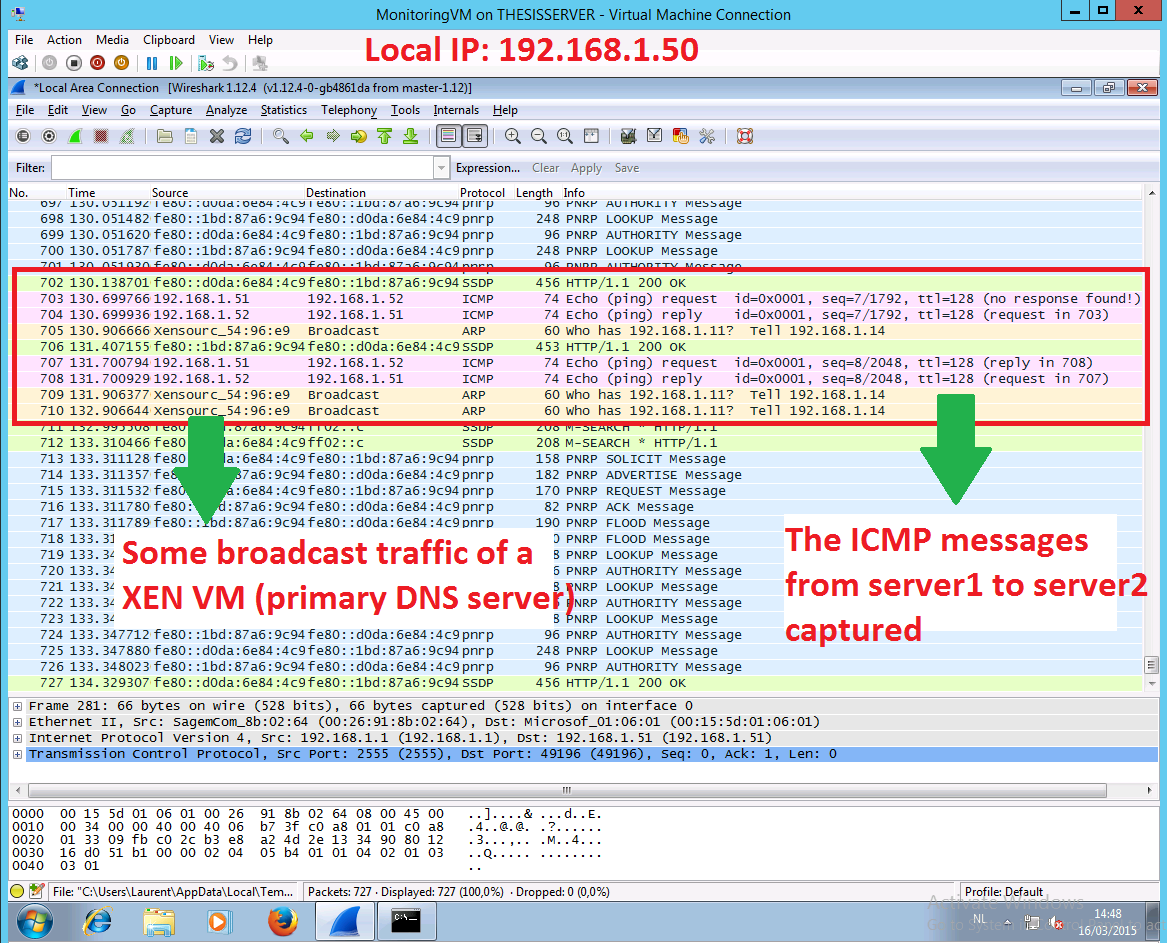 MonitoringVM on THESISSERVER - Virtual Machine Connection
File Action Media Clipboard View Help
Local IP: 192.168.1.50
*Local Area Connection [Wireshark 1.12.4 (v1.12.4-0-gb4861da from master-1.12)]
File Edit View Go Capture Analyze Statistics Telephony Tools Internals Help
Filter: Expression... Clear Apply Save
No. Time Source Destination Protocol Length Info
697 130.051192 fe80::d0da:6e84:4c9 fe80::1bd:87a6:9c94 pnrp 96 PNRP AUTHORITY Message
698 130.051482 fe80::d0da:6e84:4c9 fe80::1bd:87a6:9c94 pnrp 248 PNRP LOOKUP Message
699 130.051620 fe80::1bd:87a6:9c94 fe80::d0da:6e84:4c9 pnrp 96 PNRP AUTHORITY Message
700 130.051787 fe80::d0da:6e84:4c9 fe80::1bd:87a6:9c94 pnrp 248 PNRP LOOKUP Message
701 130.051930 fe80::1bd:87a6:9c94 fe80::d0da:6e84:4c9 pnrp 96 PNRP AUTHORITY Message
702 130.138701 fe80::d0da:6e84:4c9 fe80::1bd:87a6:9c94 SSDP 456 HTTP/1.1 200 OK
703 130.699766 192.168.1.51 192.168.1.52 ICMP 74 Echo (ping) request id=0x0001, seq=7/1792, ttl=128 (no response found!)
704 130.699936 192.168.1.52 192.168.1.51 ICMP 74 Echo (ping) reply id=0x0001, seq=7/1792, ttl=128 (request in 703)
705 130.906666 Xensourc_54:96:e9 Broadcast ARP 60 Who has 192.168.1.11? Tell 192.168.1.14
706 131.407155 fe80::1bd:87a6:9c94 fe80::d0da:6e84:4c9 SSDP 453 HTTP/1.1 200 OK
707 131.700794 192.168.1.51 192.168.1.52 ICMP 74 Echo (ping) request id=0x0001, seq=8/2048, ttl=128 (reply in 708)
708 131.700929 192.168.1.52 192.168.1.51 ICMP 74 Echo (ping) reply id=0x0001, seq=8/2048, ttl=128 (request in 707)
709 131.906377 Xensourc_54:96:e9 Broadcast ARP 60 Who has 192.168.1.11? Tell 192.168.1.14
710 132.906644 Xensourc_54:96:e9 Broadcast ARP 60 Who has 192.168.1.11? Tell 192.168.1.14
711 132.995508 ff02::c SSDP 208 M-SEARCH * HTTP/1.1
712 133.310466 ff02::c SSDP 208 M-SEARCH * HTTP/1.1
713 133.311128 fe80::1bd:87a6:9c94 pnrp 158 PNRP SOLICIT Message
714 133.311357 fe80::d0da:6e84:4c9 pnrp 182 PNRP ADVERTISE Message
715 133.311532 fe80::1bd:87a6:9c94 pnrp 170 PNRP REQUEST Message
716 133.311780 fe80::d0da:6e84:4c9 pnrp 82 PNRP ACK Message
717 133.311789 fe80::1bd:87a6:9c94 fe80::d0da:6e84:4c9 pnrp 190 PNRP FLOOD Message
718 133.31 PNRP FLOOD Message
719 133.34 LOOKUP Message
720 133.34 AUTHORITY Message
721 133.34 LOOKUP Message
722 133.34 AUTHORITY Message
723 133.34 LOOKUP Message
724 133.347712 fe80::1bd:87a6:9c94 fe80::d0da:6e84:4c9 pnrp 96 PNRP AUTHORITY Message
725 133.347880 fe80::d0da:6e84:4c9 fe80::1bd:87a6:9c94 pnrp 248 PNRP LOOKUP Message
726 133.348023 fe80::1bd:87a6:9c94 fe80::d0da:6e84:4c9 pnrp 96 PNRP AUTHORITY Message
727 134.329307 fe80::d0da:6e84:4c9 fe80::1bd:87a6:9c94 SSDP 456 HTTP/1.1 200 OK
Some broadcast traffic of a
XEN VM (primary DNS server)
The ICMP messages
from server1 to server2
captured
Frame 281: 66 bytes on wire (528 bits), 66 bytes captured (528 bits) on interface 0
Ethernet II, Src: SagemCom_8b:02:64 (00:26:91:8b:02:64), Dst: Microsof_01:06:01 (00:15:5d:01:06:01)
Internet Protocol Version 4, Src: 192.168.1.1 (192.168.1.1), Dst: 192.168.1.51 (192.168.1.51)
Transmission Control Protocol, Src Port: 2555 (2555), Dst Port: 49196 (49196), Seq: 0, Ack: 1, Len: 0
0000 00 15 5d 01 06 01 00 26 91 8b 02 64 08 00 45 00 ..]....& ...d..E.
0010 00 34 00 00 40 00 40 06 b7 3f c0 a8 01 01 c0 a8 .4..@.@. .?......
0020 01 33 09 fb c0 2c b3 e8 a2 4d 2e 13 34 90 80 12 .3...,.. .M..4...
0030 16 d0 51 b1 00 00 02 04 05 b4 01 01 04 02 01 03 ..Q..... ........
0040 03 01 ..
File: "C:\Users\Laurent\AppData\Local\Tem... Packets: 727 · Displayed: 727 (100,0%) · Dropped: 0 (0,0%) Profile: Default
Activate Windows
NL 14:48
16/03/2015